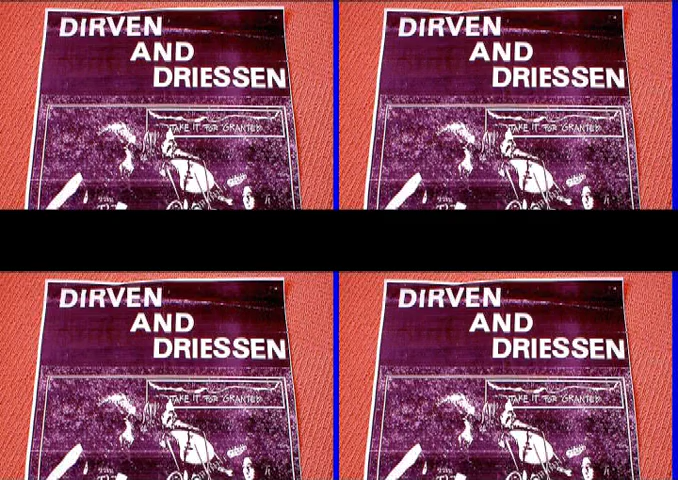 DIRVEN
AND
DRIESSEN
TAKE IT FOR GRANTED
DIRVEN
AND
DRIESSEN
TAKE IT FOR GRANTED
DIRVEN
AND
DRIESSEN
TAKE IT FOR GRANTED
DIRVEN
AND
DRIESSEN
TAKE IT FOR GRANTED